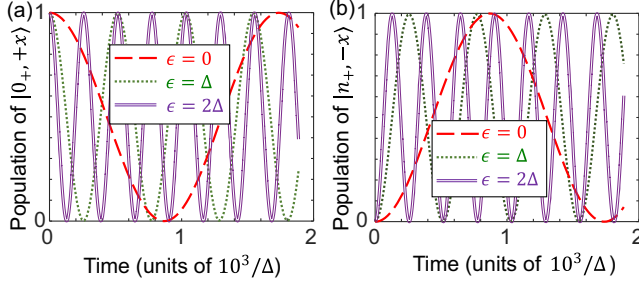 (a)
Population of |0₊, +x⟩
1
0
ϵ = 0
ϵ = Δ
ϵ = 2Δ
0 1 2
Time (units of 10³/Δ)
(b)
Population of |n₊, −x⟩
1
0
ϵ = 0
ϵ = Δ
ϵ = 2Δ
0 1 2
Time (units of 10³/Δ)